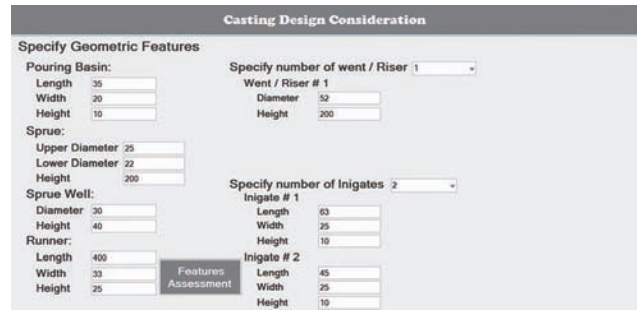 Casting Design Consideration
Specify Geometric Features
Pouring Basin:
Length 35
Width 20
Height 10
Sprue:
Upper Diameter 25
Lower Diameter 22
Height 200
Sprue Well:
Diameter 30
Height 40
Runner:
Length 400
Width 33
Height 25
Features
Assessment
Specify number of went / Riser 1
Went / Riser # 1
Diameter 52
Height 200
Specify number of Inigates 2
Inigate # 1
Length 63
Width 25
Height 10
Inigate # 2
Length 45
Width 25
Height 10